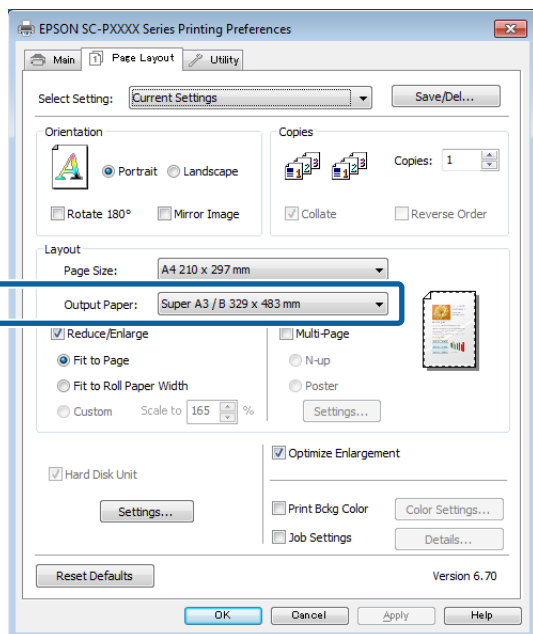 EPSON SC-PXXXX Series Printing Preferences
Main Page Layout Utility
Select Setting: Current Settings Save/Del...
Orientation Copies
Portrait Landscape Copies: 1
Rotate 180° Mirror Image Collate Reverse Order
Layout
Page Size: A4 210 x 297 mm
Output Paper: Super A3 / B 329 x 483 mm
Reduce/Enlarge Multi-Page
Fit to Page N-up
Fit to Roll Paper Width Poster
Custom Scale to 165 % Settings...
Optimize Enlargement
Hard Disk Unit
Settings... Print Bckg Color Color Settings...
Job Settings Details...
Reset Defaults Version 6.70
OK Cancel Apply Help